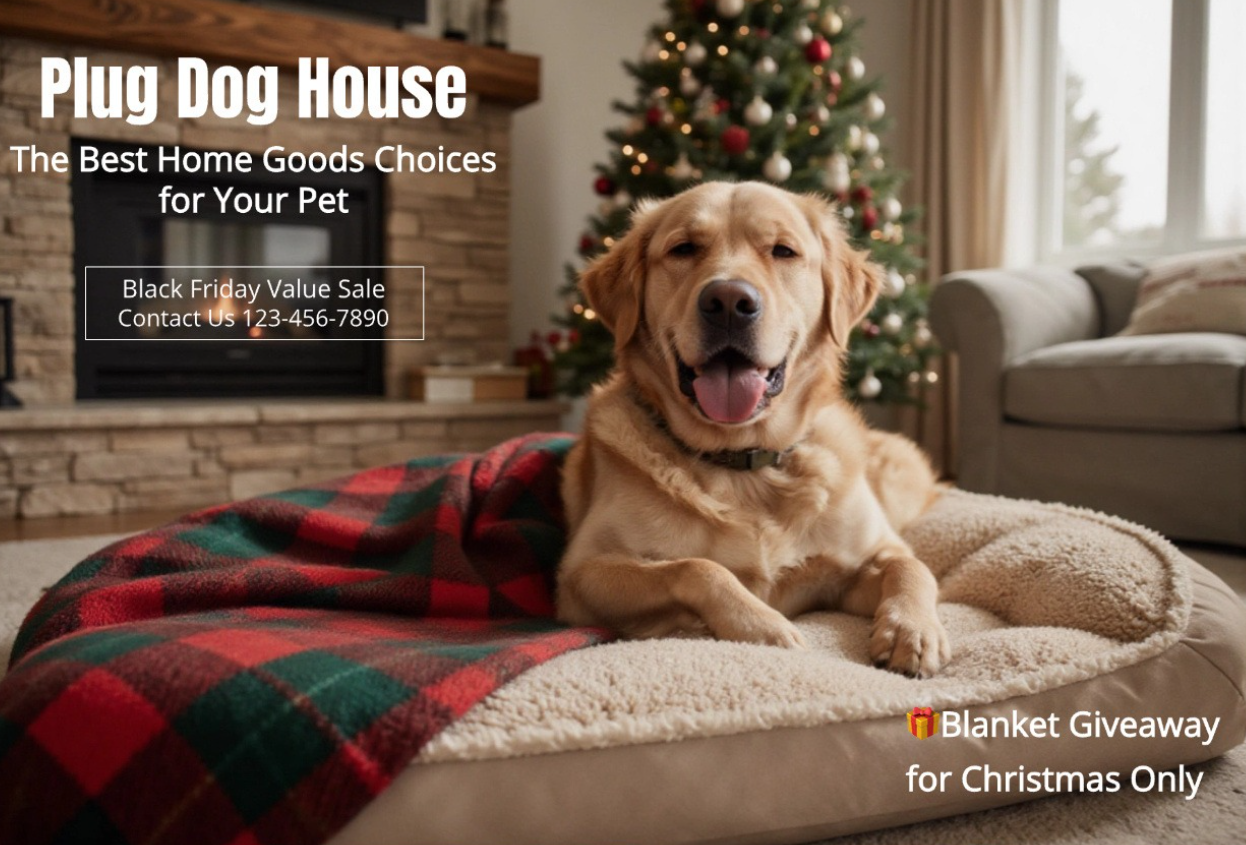 Plug Dog House
The Best Home Goods Choices
for Your Pet
Black Friday Value Sale
Contact Us 123-456-7890
🎁Blanket Giveaway
for Christmas Only